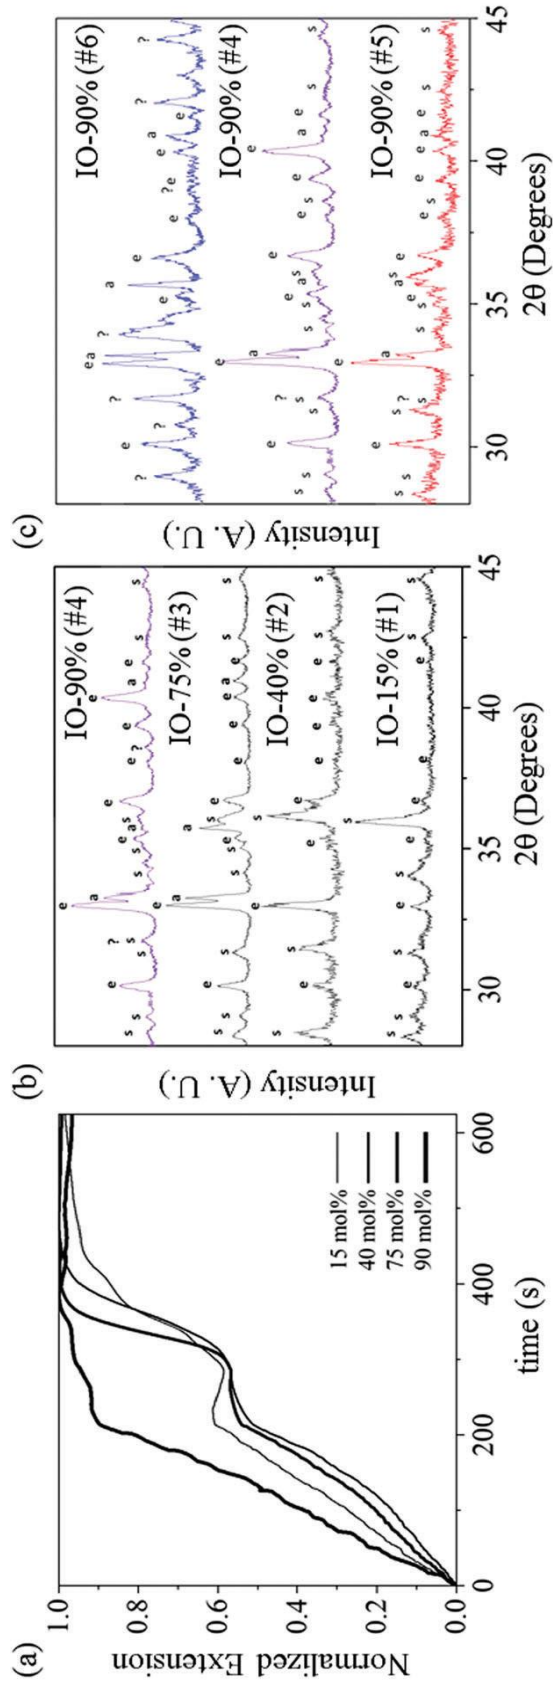 (a)
Normalized Extension
1.0
0.8
0.6
0.4
0.2
0.0
0
200
400
600
time (s)
15 mol%
40 mol%
75 mol%
90 mol%
(b)
Intensity (A. U.)
IO-90% (#4)
s s e s ? s e a s e s a s e e ? e e a e s s
IO-75% (#3)
s e s s e s e a s e e e e a e s s
IO-40% (#2)
s e s e e s e e e e e s s
IO-15% (#1)
s e e s e s e e e s s
30
35
40
45
2θ (Degrees)
(c)
Intensity (A. U.)
IO-90% (#6)
? e ? ? e a ? e a e e ? e e a e ? ?
IO-90% (#4)
s s e s ? e a s s e a s e e s e e a e s s
IO-90% (#5)
s s e s ? e a s s e a s e e s e e a e s s
30
35
40
45
2θ (Degrees)